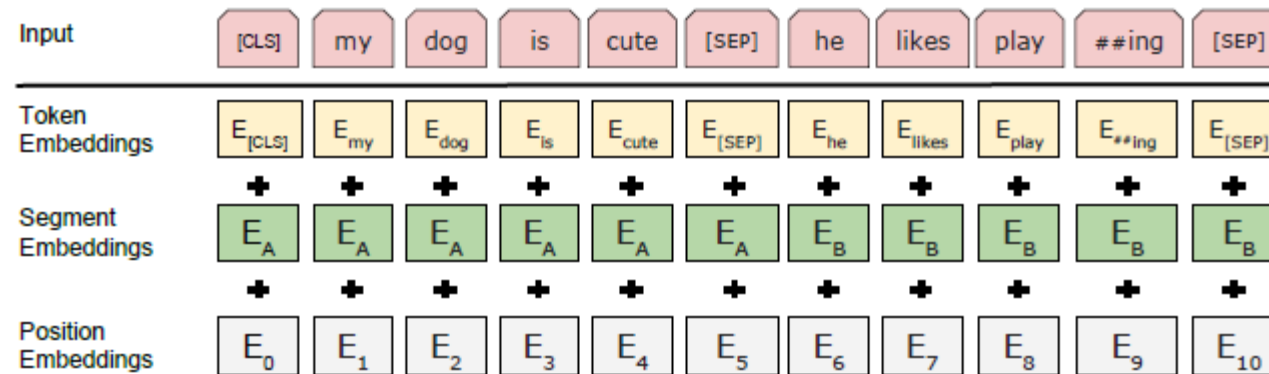 Input [CLS] my dog is cute [SEP] he likes play ##ing [SEP]
Token
Embeddings E[CLS] Emy Edog Eis Ecute E[SEP] Ehe Elikes Eplay E##ing E[SEP]
+ + + + + + + + + + +
Segment
Embeddings EA EA EA EA EA EA EB EB EB EB EB
+ + + + + + + + + + +
Position
Embeddings E0 E1 E2 E3 E4 E5 E6 E7 E8 E9 E10